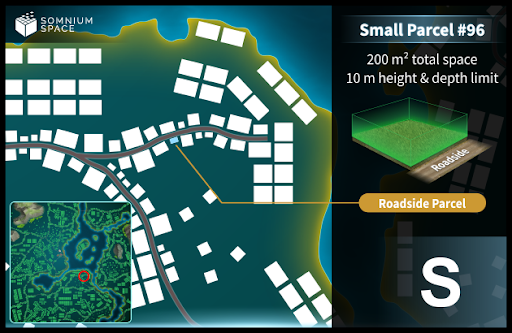 SOMNIUM
SPACE
Small Parcel #96
200 m² total space
10 m height & depth limit
Roadside
Roadside Parcel
S